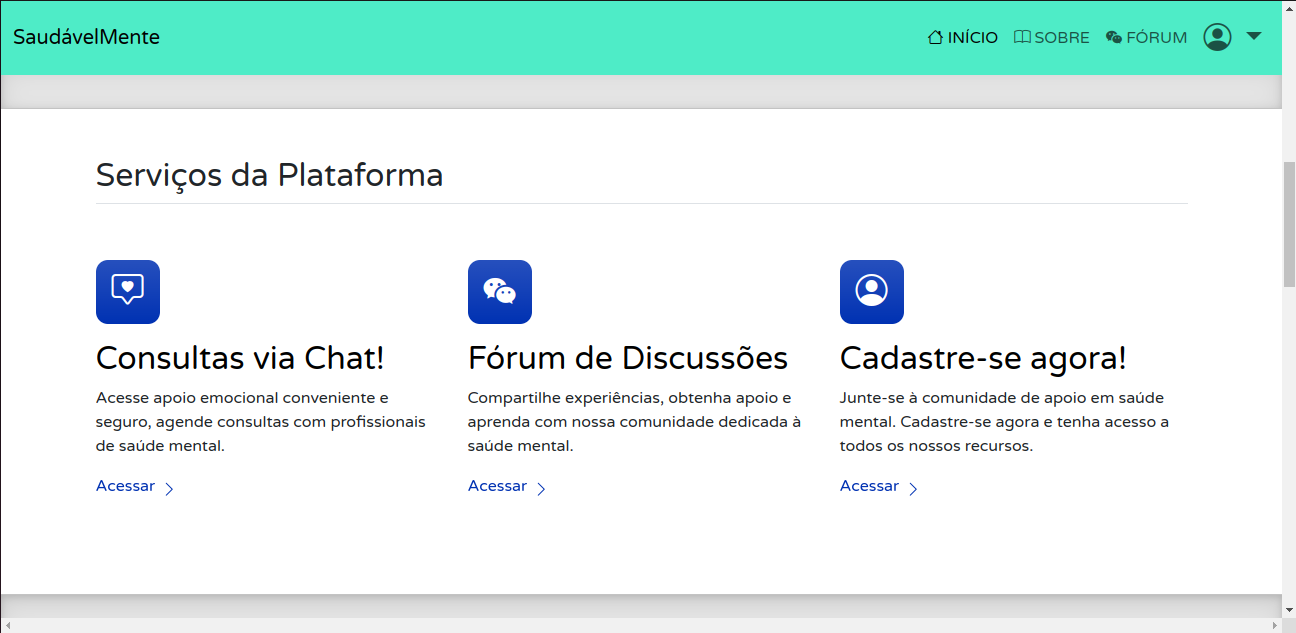 SaudávelMente
INÍCIO SOBRE FÓRUM
Serviços da Plataforma
Consultas via Chat!
Acesse apoio emocional conveniente e
seguro, agende consultas com profissionais
de saúde mental.
Acessar
Fórum de Discussões
Compartilhe experiências, obtenha apoio e
aprenda com nossa comunidade dedicada à
saúde mental.
Acessar
Cadastre-se agora!
Junte-se à comunidade de apoio em saúde
mental. Cadastre-se agora e tenha acesso a
todos os nossos recursos.
Acessar